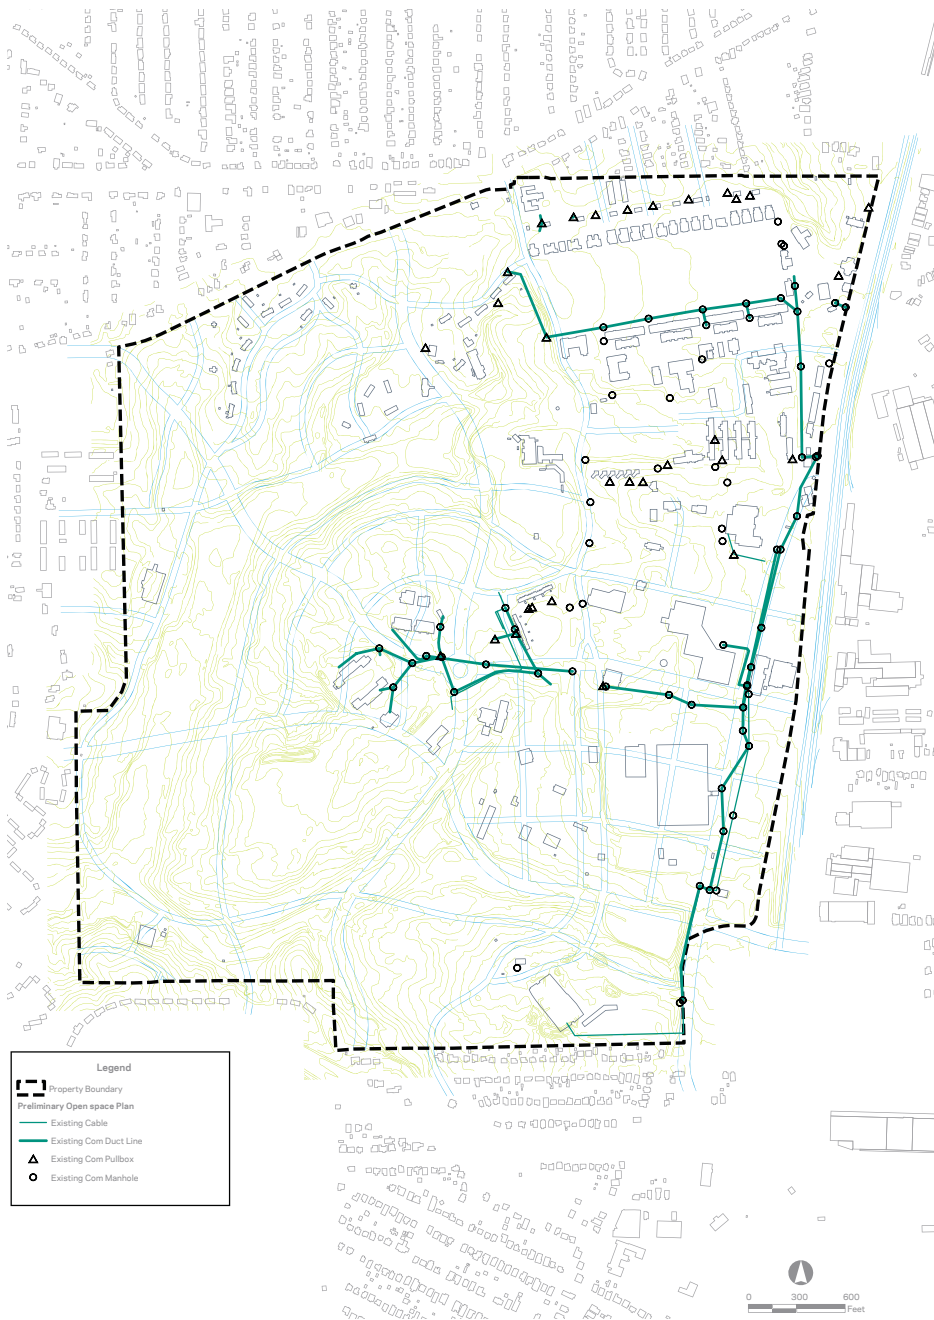 Legend
Property Boundary
Preliminary Open space Plan
Existing Cable
Existing Com Duct Line
Existing Com Pullbox
Existing Com Manhole
0 300 600
Feet